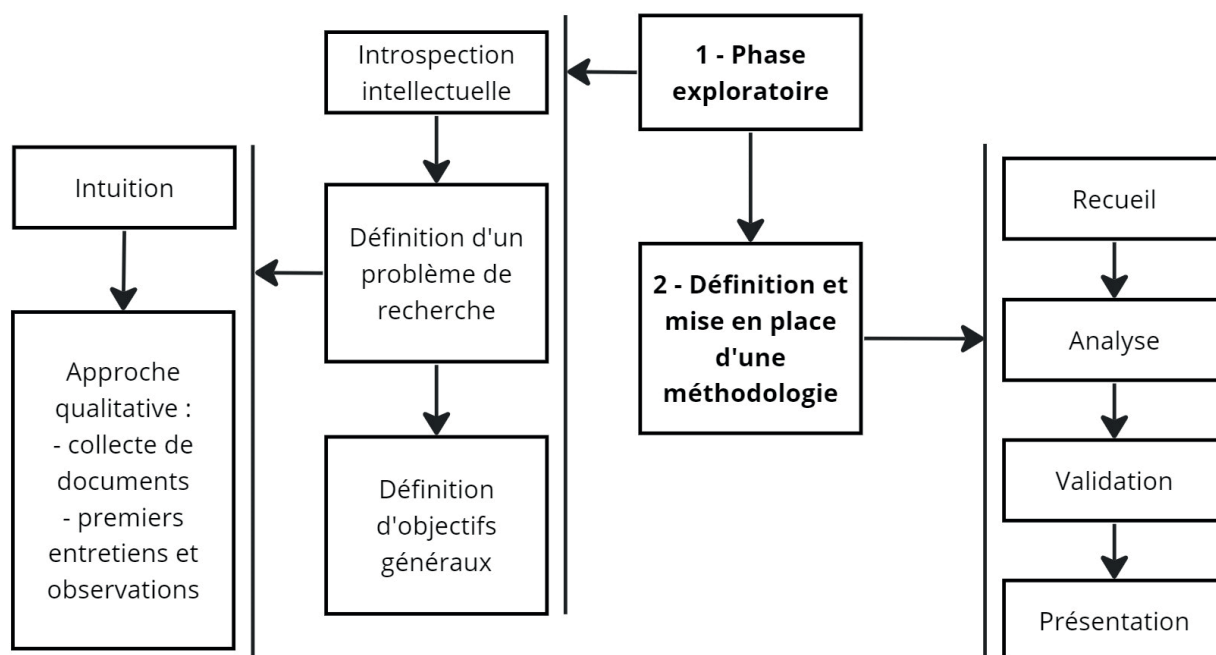 Introspection
intellectuelle
1 - Phase
exploratoire
Intuition
Définition d'un
problème de
recherche
Approche
qualitative :
- collecte de
documents
- premiers
entretiens et
observations
Définition
d'objectifs
généraux
2 - Définition et
mise en place
d'une
méthodologie
Recueil
Analyse
Validation
Présentation